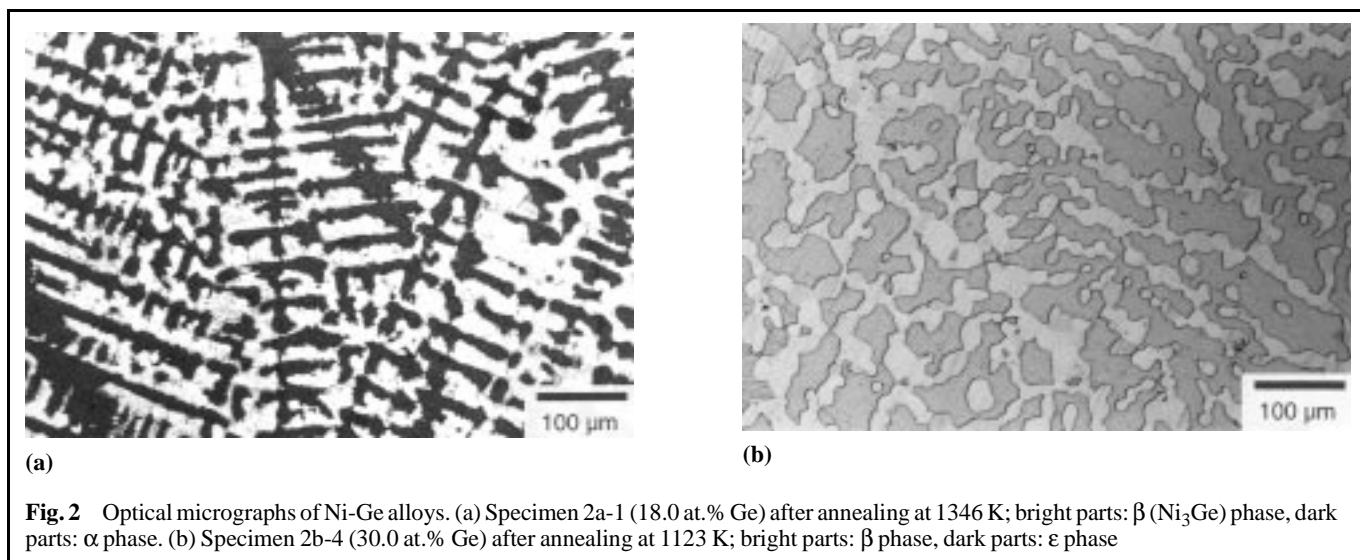 100 µm
100 µm
(a)
(b)
Fig. 2 Optical micrographs of Ni-Ge alloys. (a) Specimen 2a-1 (18.0 at.% Ge) after annealing at 1346 K; bright parts: β (Ni₃Ge) phase, dark
parts: α phase. (b) Specimen 2b-4 (30.0 at.% Ge) after annealing at 1123 K; bright parts: β phase, dark parts: ε phase